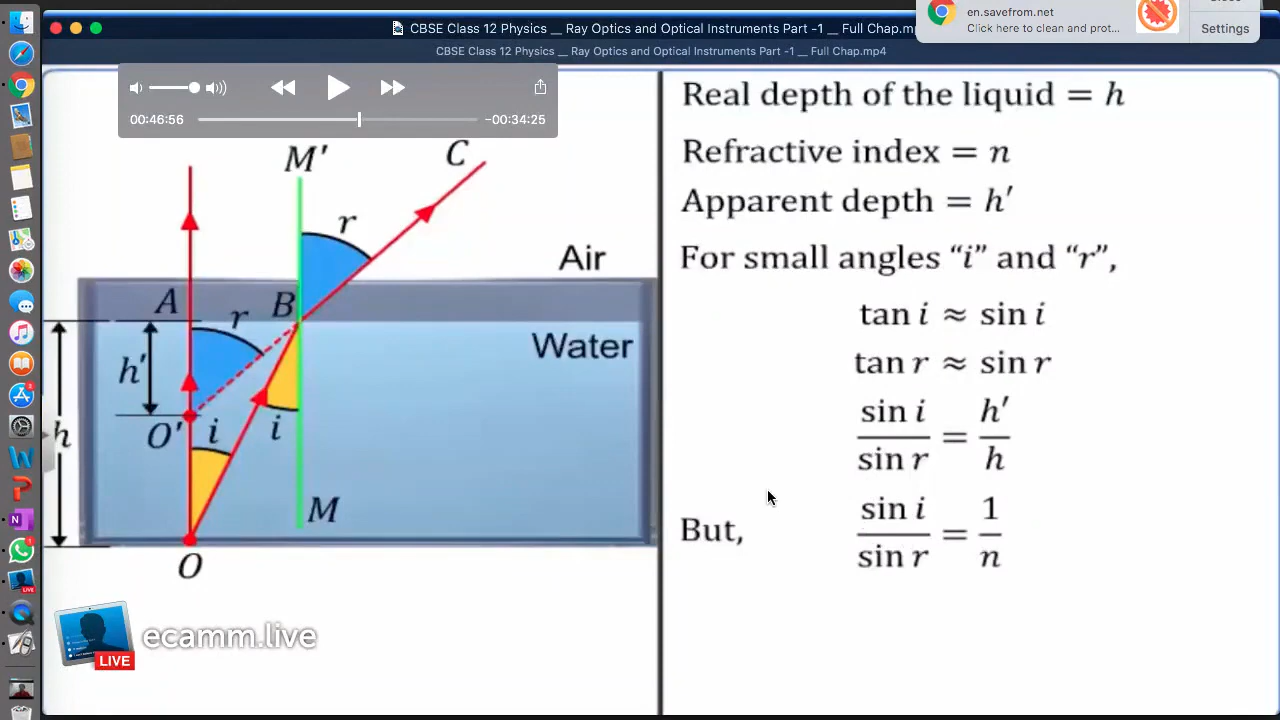 CBSE Class 12 Physics __ Ray Optics and Optical Instruments Part -1 __ Full Chap.mp
CBSE Class 12 Physics __ Ray Optics and Optical Instruments Part -1 __ Full Chap.mp4
en.savefrom.net
Click here to clean and prot...
Settings
00:46:56
−00:34:25
M′
C
r
Air
A
B
r
Water
h′
O′
i
i
h
M
O
ecamm.live
LIVE
LIVE
Real depth of the liquid = h
Refractive index = n
Apparent depth = h′
For small angles “i” and “r”,
tan i ≈ sin i
tan r ≈ sin r
sin i / sin r = h′ / h
But, sin i / sin r = 1 / n